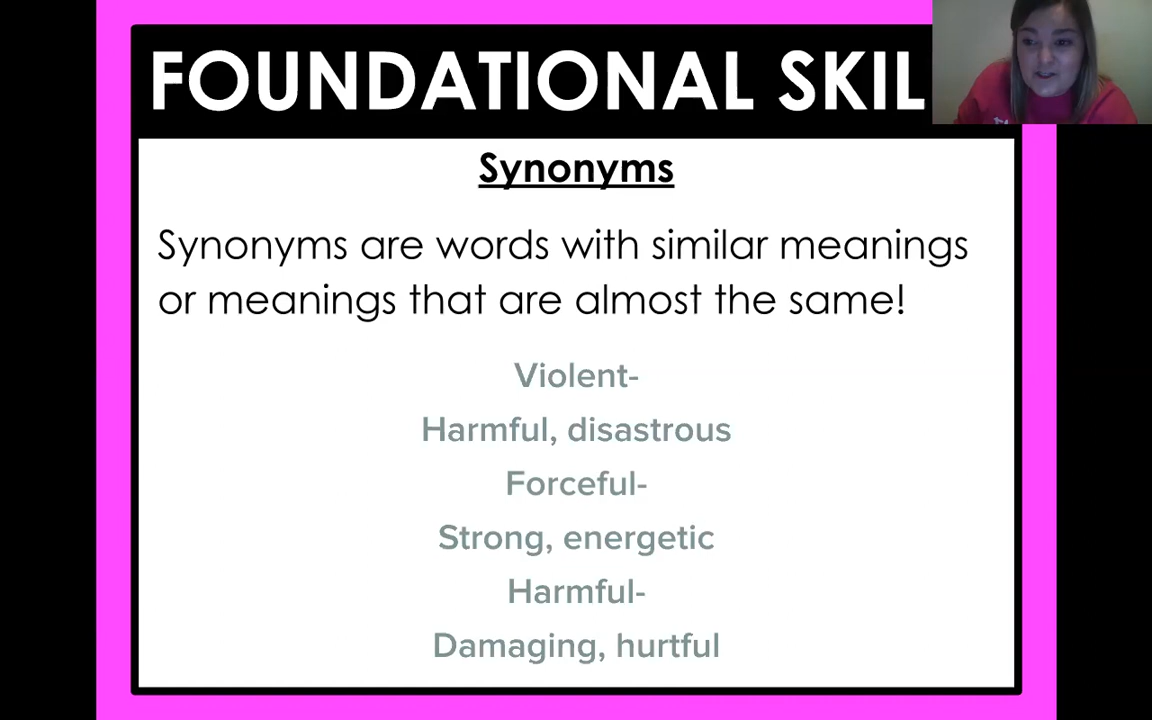 FOUNDATIONAL SKIL
Synonyms
Synonyms are words with similar meanings
or meanings that are almost the same!
Violent-
Harmful, disastrous
Forceful-
Strong, energetic
Harmful-
Damaging, hurtful